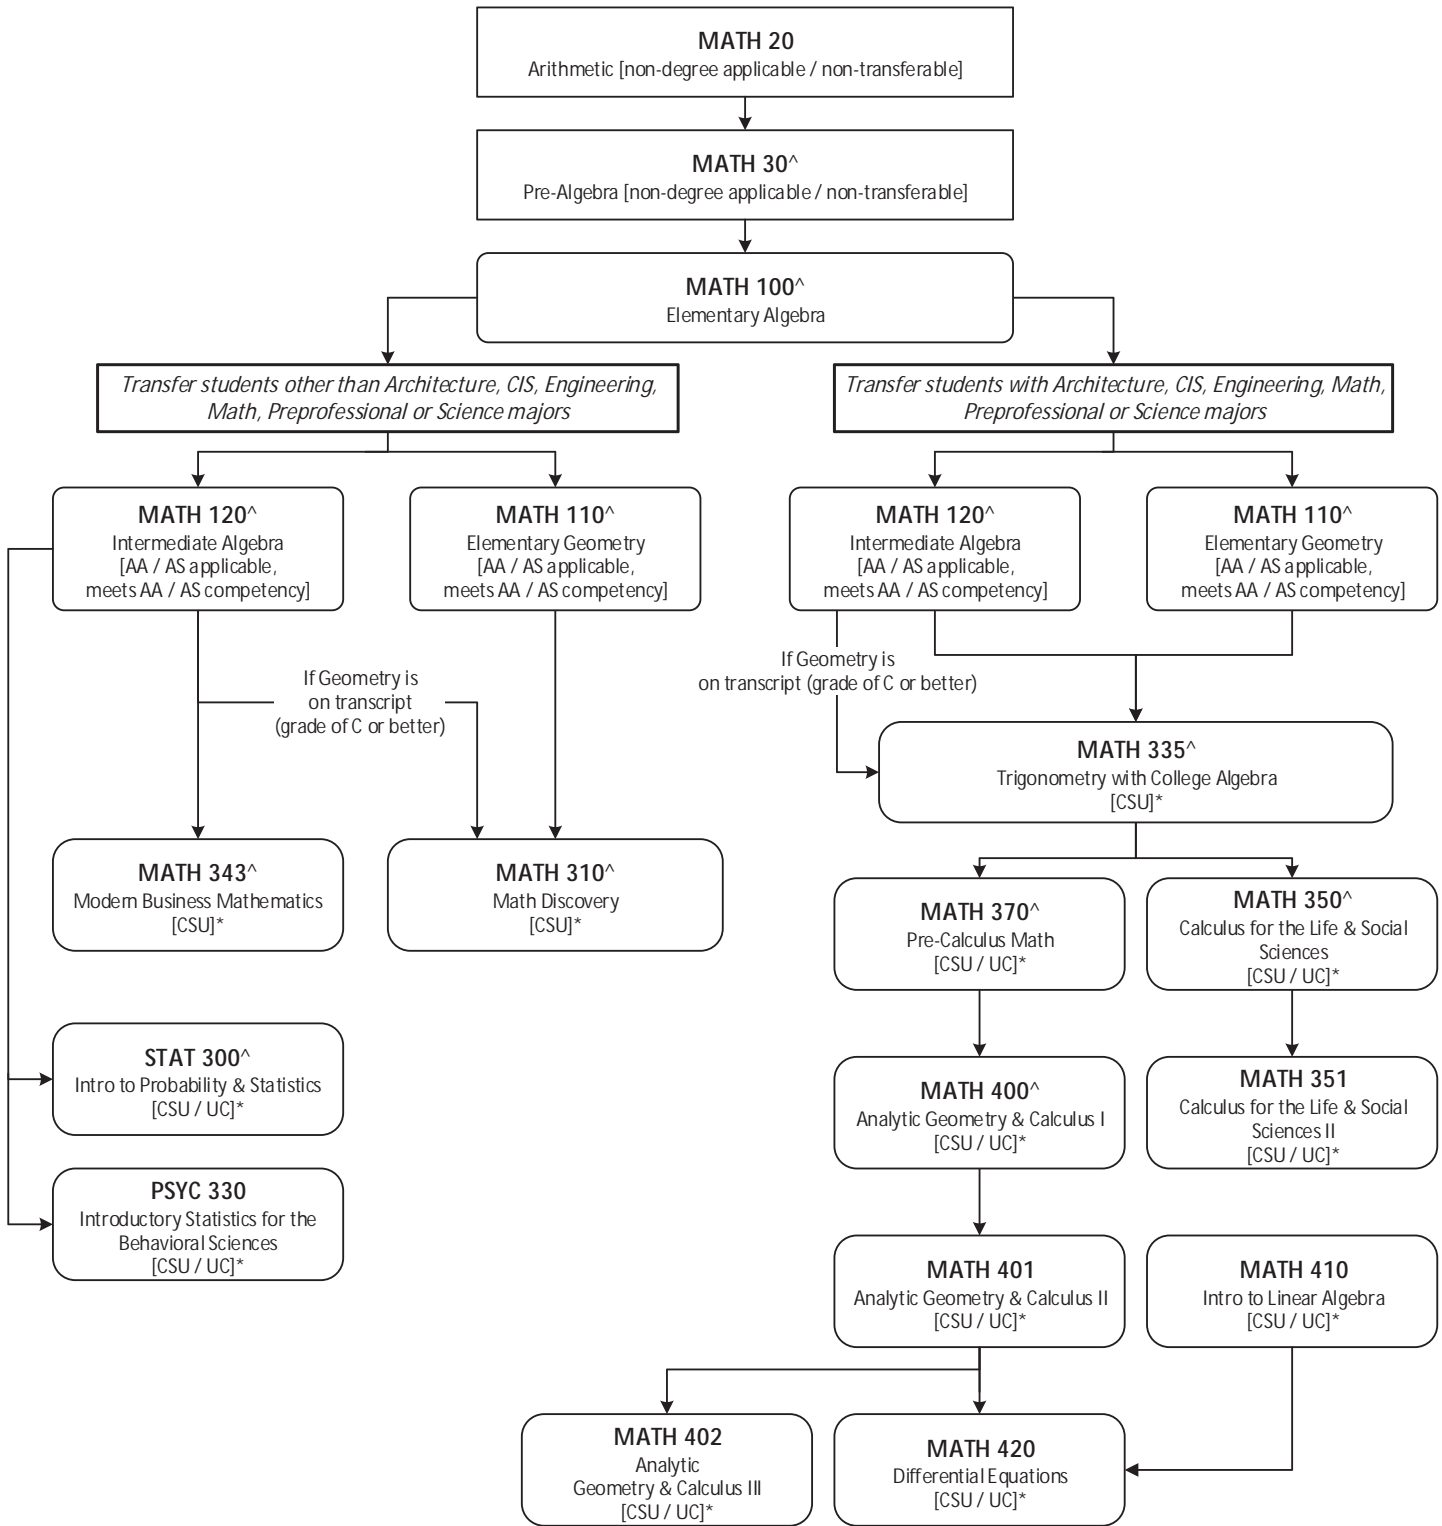 MATH 20
Arithmetic [non-degree applicable / non-transferable]
MATH 30^
Pre-Algebra [non-degree applicable / non-transferable]
MATH 100^
Elementary Algebra
Transfer students other than Architecture, CIS, Engineering,
Math, Preprofessional or Science majors
Transfer students with Architecture, CIS, Engineering, Math,
Preprofessional or Science majors
MATH 120^
Intermediate Algebra
[AA / AS applicable,
meets AA / AS competency]
MATH 110^
Elementary Geometry
[AA / AS applicable,
meets AA / AS competency]
MATH 120^
Intermediate Algebra
[AA / AS applicable,
meets AA / AS competency]
MATH 110^
Elementary Geometry
[AA / AS applicable,
meets AA / AS competency]
If Geometry is
on transcript
(grade of C or better)
If Geometry is
on transcript (grade of C or better)
MATH 335^
Trigonometry with College Algebra
[CSU]*
MATH 343^
Modern Business Mathematics
[CSU]*
MATH 310^
Math Discovery
[CSU]*
MATH 370^
Pre-Calculus Math
[CSU / UC]*
MATH 350^
Calculus for the Life & Social
Sciences
[CSU / UC]*
STAT 300^
Intro to Probability & Statistics
[CSU / UC]*
MATH 400^
Analytic Geometry & Calculus I
[CSU / UC]*
MATH 351
Calculus for the Life & Social
Sciences II
[CSU / UC]*
PSYC 330
Introductory Statistics for the
Behavioral Sciences
[CSU / UC]*
MATH 401
Analytic Geometry & Calculus II
[CSU / UC]*
MATH 410
Intro to Linear Algebra
[CSU / UC]*
MATH 402
Analytic
Geometry & Calculus III
[CSU / UC]*
MATH 420
Differential Equations
[CSU / UC]*